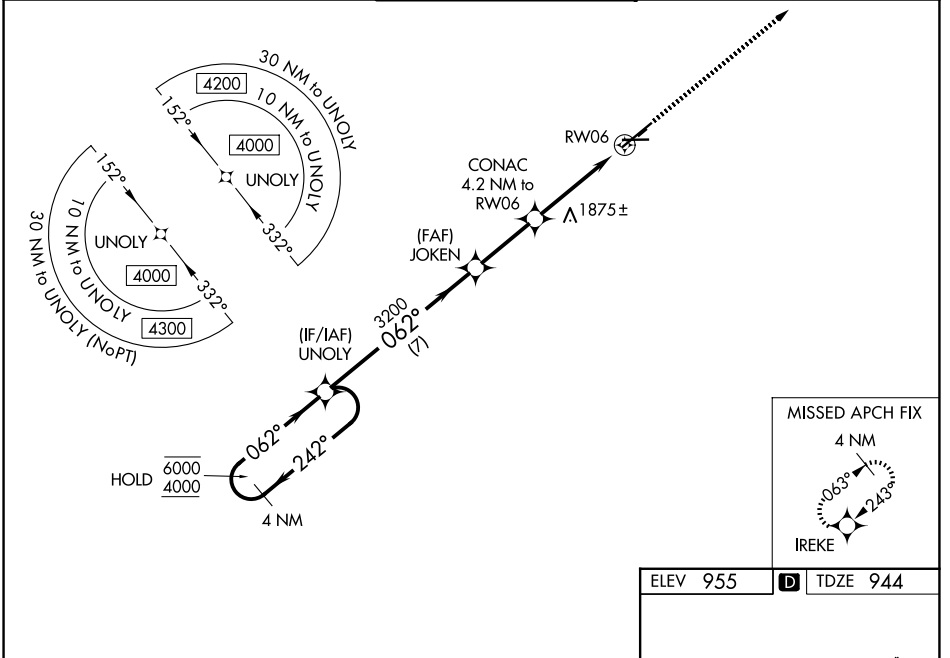 30 NM to UNOLY
4200
10 NM to UNOLY
152°
4000
UNOLY
332°
152°
UNOLY
4000
332°
10 NM to UNOLY
4300
30 NM to UNOLY (NoPT)
RW06
CONAC
4.2 NM to
RW06
1875±
(FAF)
JOKEN
3200
062°
(7)
(IF/IAF)
UNOLY
062°
242°
HOLD
6000
4000
4 NM
MISSED APCH FIX
4 NM
063°
243°
IREKE
ELEV 955
D
TDZE 944